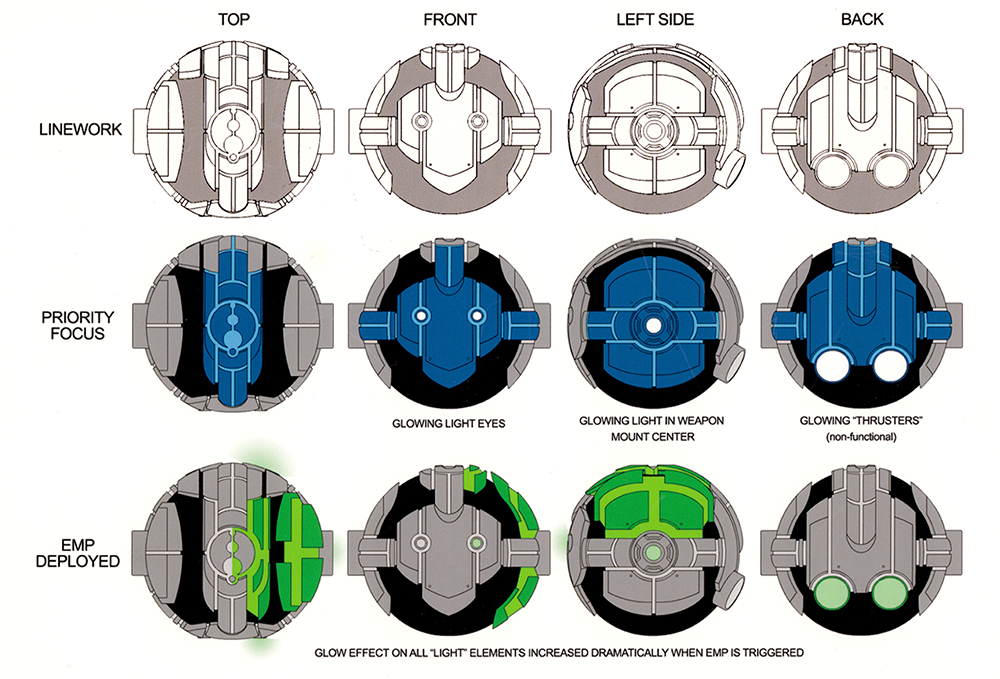 TOP
FRONT
LEFT SIDE
BACK
LINEWORK
PRIORITY
FOCUS
GLOWING LIGHT EYES
GLOWING LIGHT IN WEAPON
MOUNT CENTER
GLOWING "THRUSTERS"
(non-functional)
EMP
DEPLOYED
GLOW EFFECT ON ALL "LIGHT" ELEMENTS INCREASED DRAMATICALLY WHEN EMP IS TRIGGERED